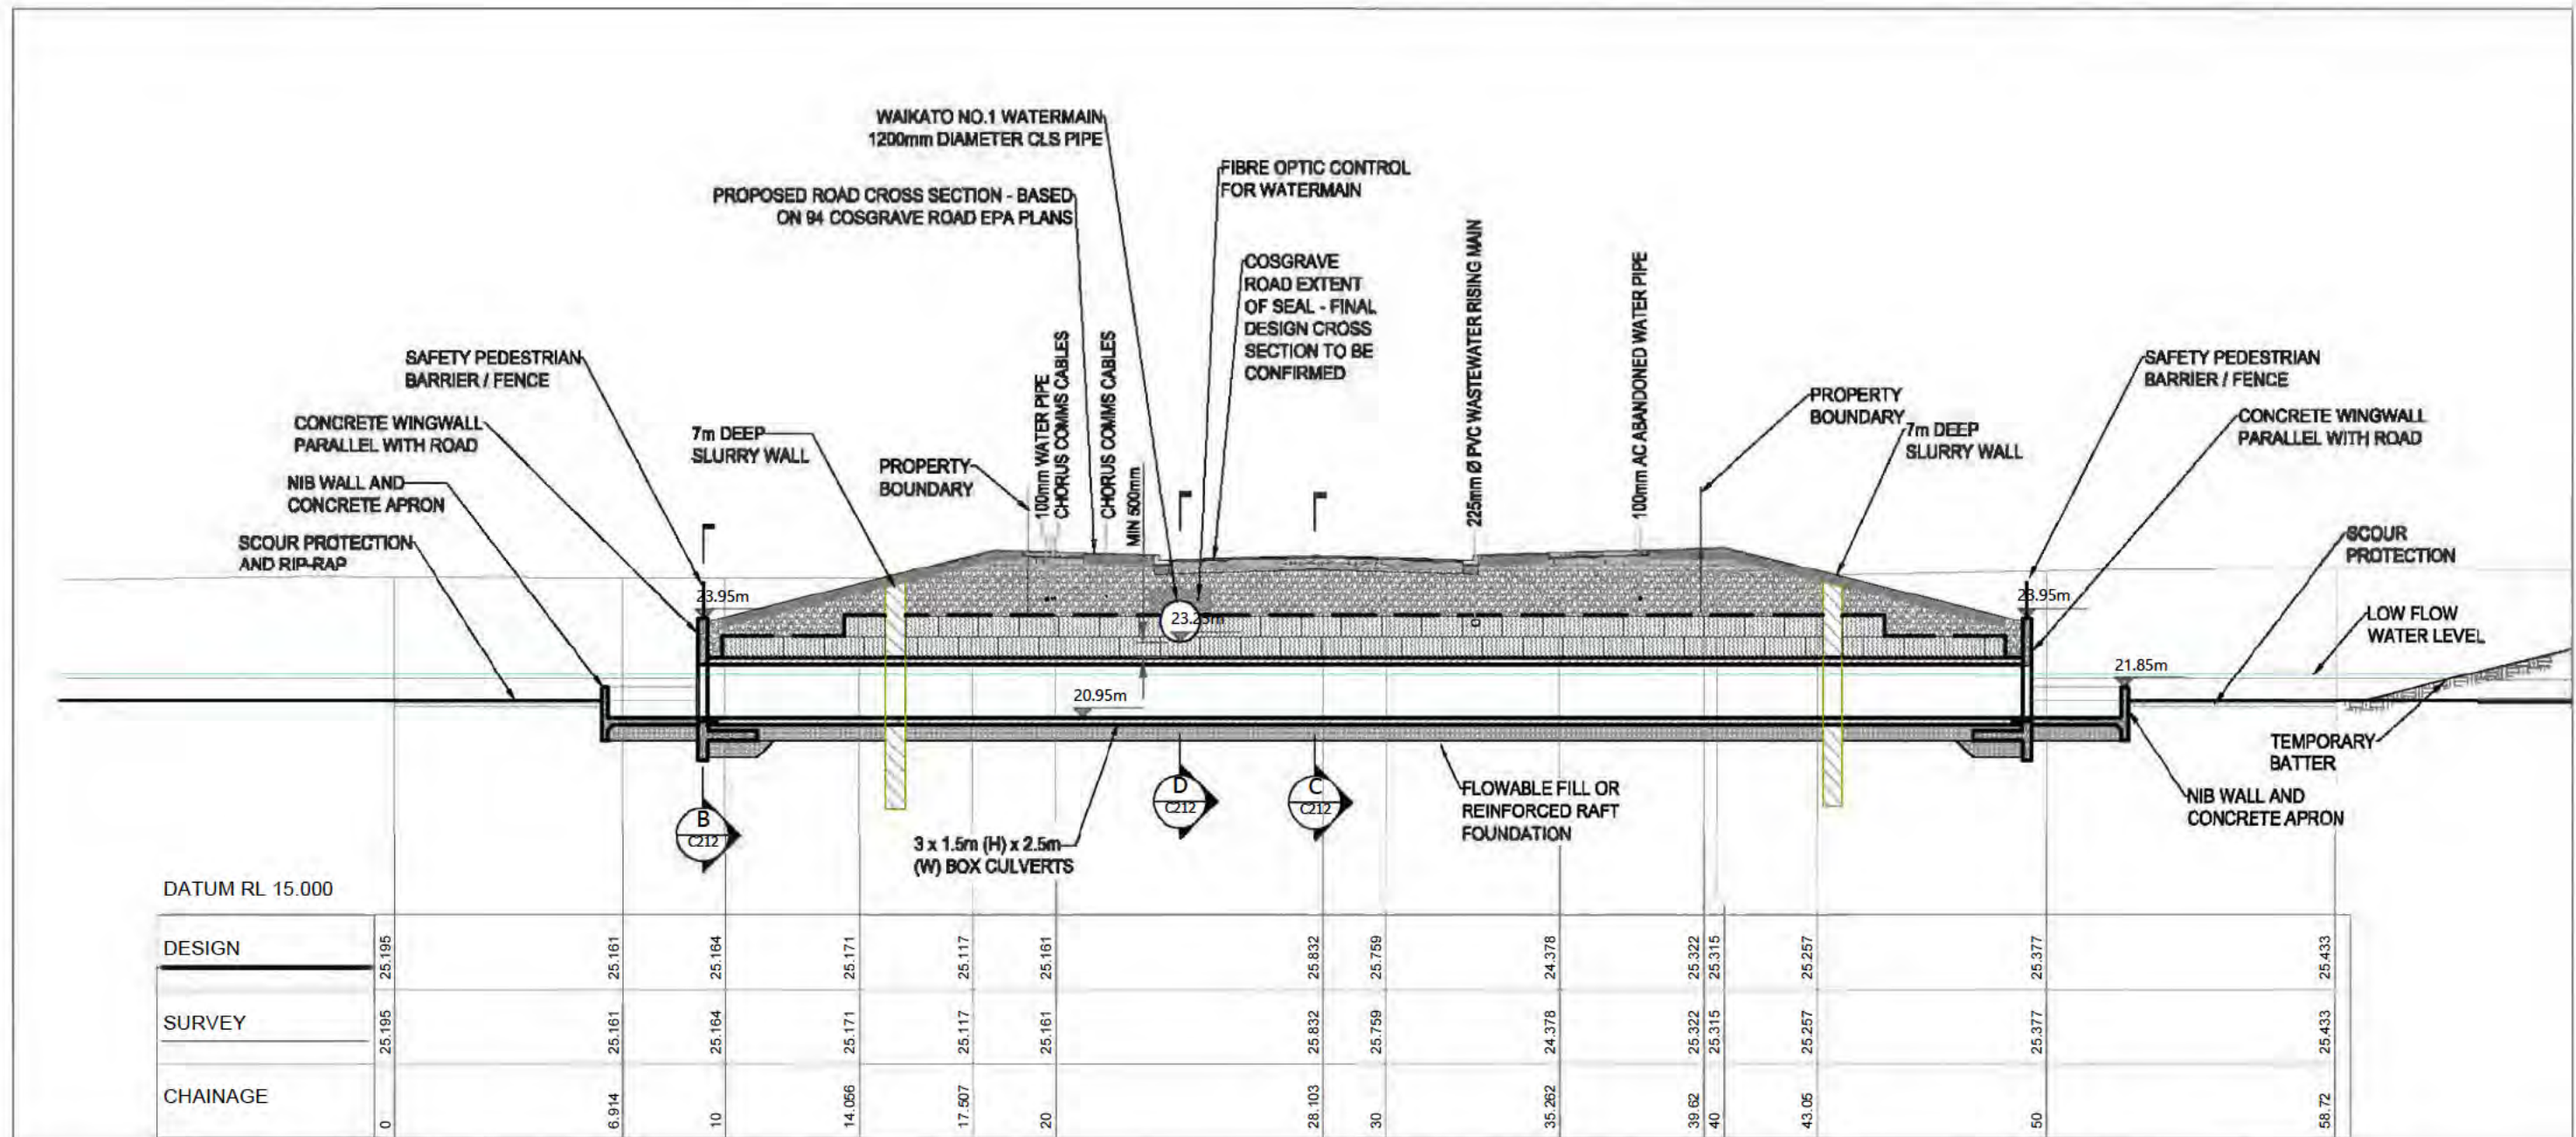 WAIKATO NO.1 WATERMAIN
1200mm DIAMETER CLS PIPE
PROPOSED ROAD CROSS SECTION - BASED
ON 94 COSGRAVE ROAD EPA PLANS
FIBRE OPTIC CONTROL
FOR WATERMAIN
COSGRAVE
ROAD EXTENT
OF SEAL - FINAL
DESIGN CROSS
SECTION TO BE
CONFIRMED
SAFETY PEDESTRIAN
BARRIER / FENCE
CONCRETE WINGWALL
PARALLEL WITH ROAD
NIB WALL AND
CONCRETE APRON
SCOUR PROTECTION
AND RIP-RAP
7m DEEP
SLURRY WALL
PROPERTY
BOUNDARY
100mm WATER PIPE
CHORUS COMMS CABLES
CHORUS COMMS CABLES
MIN 500mm
225mm Ø PVC WASTEWATER RISING MAIN
100mm AC ABANDONED WATER PIPE
PROPERTY
BOUNDARY
7m DEEP
SLURRY WALL
SAFETY PEDESTRIAN
BARRIER / FENCE
CONCRETE WINGWALL
PARALLEL WITH ROAD
SCOUR
PROTECTION
LOW FLOW
WATER LEVEL
23.95m
23.25m
23.95m
21.85m
20.95m
TEMPORARY
BATTER
NIB WALL AND
CONCRETE APRON
FLOWABLE FILL OR
REINFORCED RAFT
FOUNDATION
3 x 1.5m (H) x 2.5m
(W) BOX CULVERTS
B
C212
D
C212
C
C212
DATUM RL 15.000
DESIGN 25.195 25.161 25.164 25.171 25.117 25.161 25.832 25.759 24.378 25.322 25.315 25.257 25.377 25.433
SURVEY 25.195 25.161 25.164 25.171 25.117 25.161 25.832 25.759 24.378 25.322 25.315 25.257 25.377 25.433
CHAINAGE 0 6.914 10 14.056 17.507 20 28.103 30 35.262 39.62 40 43.05 50 58.72